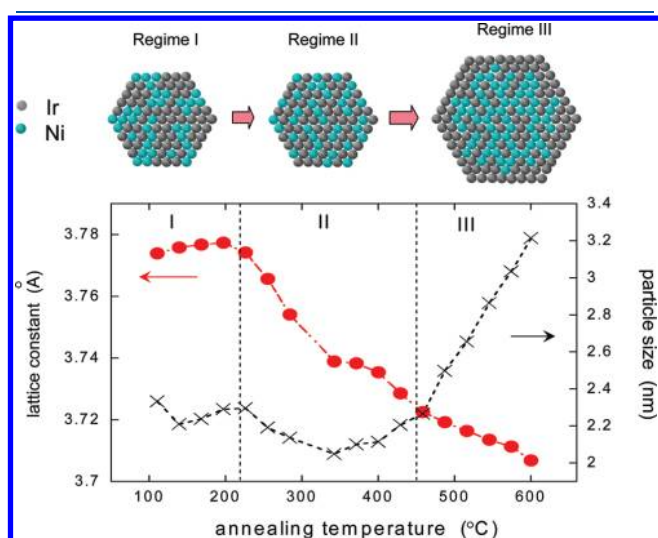 Regime I
Regime II
Regime III
Ir
Ni
I
II
III
3.78
3.76
3.74
3.72
3.7
lattice constant (Å)
3.4
3.2
3
2.8
2.6
2.4
2.2
2
particle size (nm)
100
200
300
400
500
600
annealing temperature (°C)